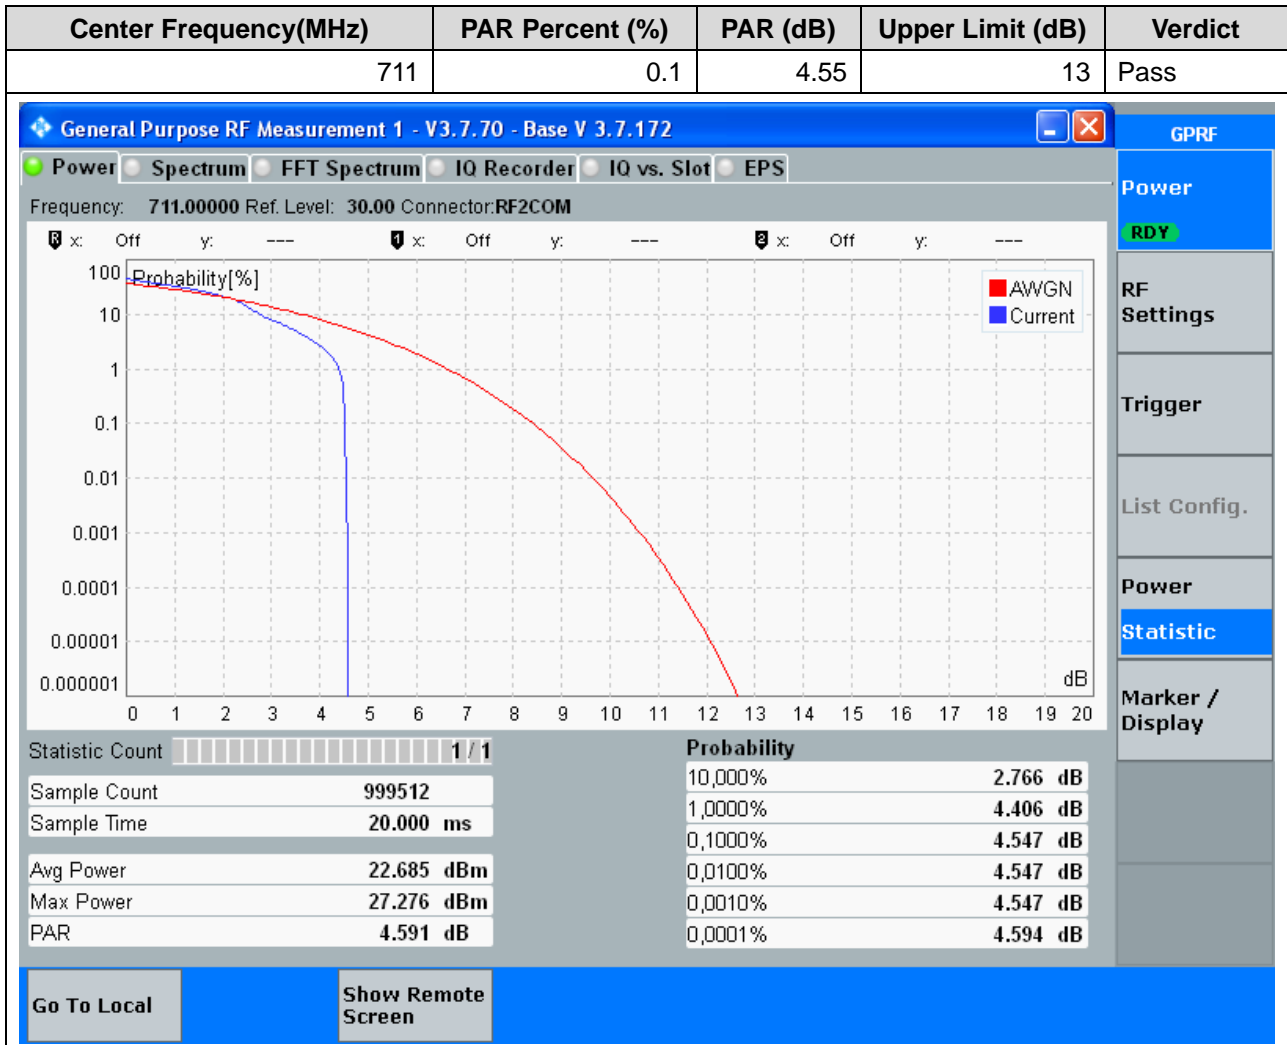 Center Frequency(MHz) PAR Percent (%) PAR (dB) Upper Limit (dB) Verdict
711 0.1 4.55 13 Pass
General Purpose RF Measurement 1 - V3.7.70 - Base V 3.7.172
GPRF
Power Spectrum FFT Spectrum IQ Recorder IQ vs. Slot EPS
Power
RDY
Frequency: 711.00000 Ref. Level: 30.00 Connector:RF2COM
R x: Off y: --- 1 x: Off y: --- 2 x: Off y: ---
Probability[%]
AWGN
Current
100
10
1
0.1
0.01
0.001
0.0001
0.00001
0.000001
dB
0 1 2 3 4 5 6 7 8 9 10 11 12 13 14 15 16 17 18 19 20
RF
Settings
Trigger
List Config.
Power
Statistic
Marker /
Display
Statistic Count 1 / 1
Sample Count 999512
Sample Time 20.000 ms
Avg Power 22.685 dBm
Max Power 27.276 dBm
PAR 4.591 dB
Probability
10,000% 2.766 dB
1,0000% 4.406 dB
0,1000% 4.547 dB
0,0100% 4.547 dB
0,0010% 4.547 dB
0,0001% 4.594 dB
Go To Local
Show Remote
Screen